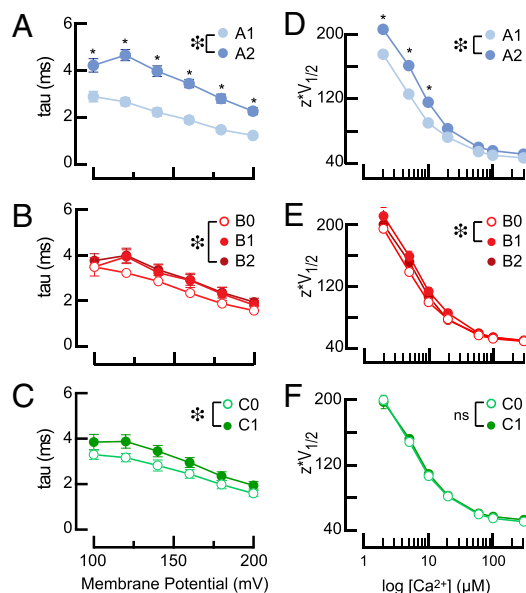 A
tau (ms)
6
4
2
0
* * * * * *
✻
A1
A2
D
z*V1/2
200
120
40
* * *
✻
A1
A2
B
tau (ms)
6
4
2
0
✻
B0
B1
B2
E
z*V1/2
200
120
40
✻
B0
B1
B2
C
tau (ms)
6
4
2
0
✻
C0
C1
100 150 200
Membrane Potential (mV)
F
z*V1/2
200
120
40
ns
C0
C1
1 10 100
log [Ca²⁺] (µM)